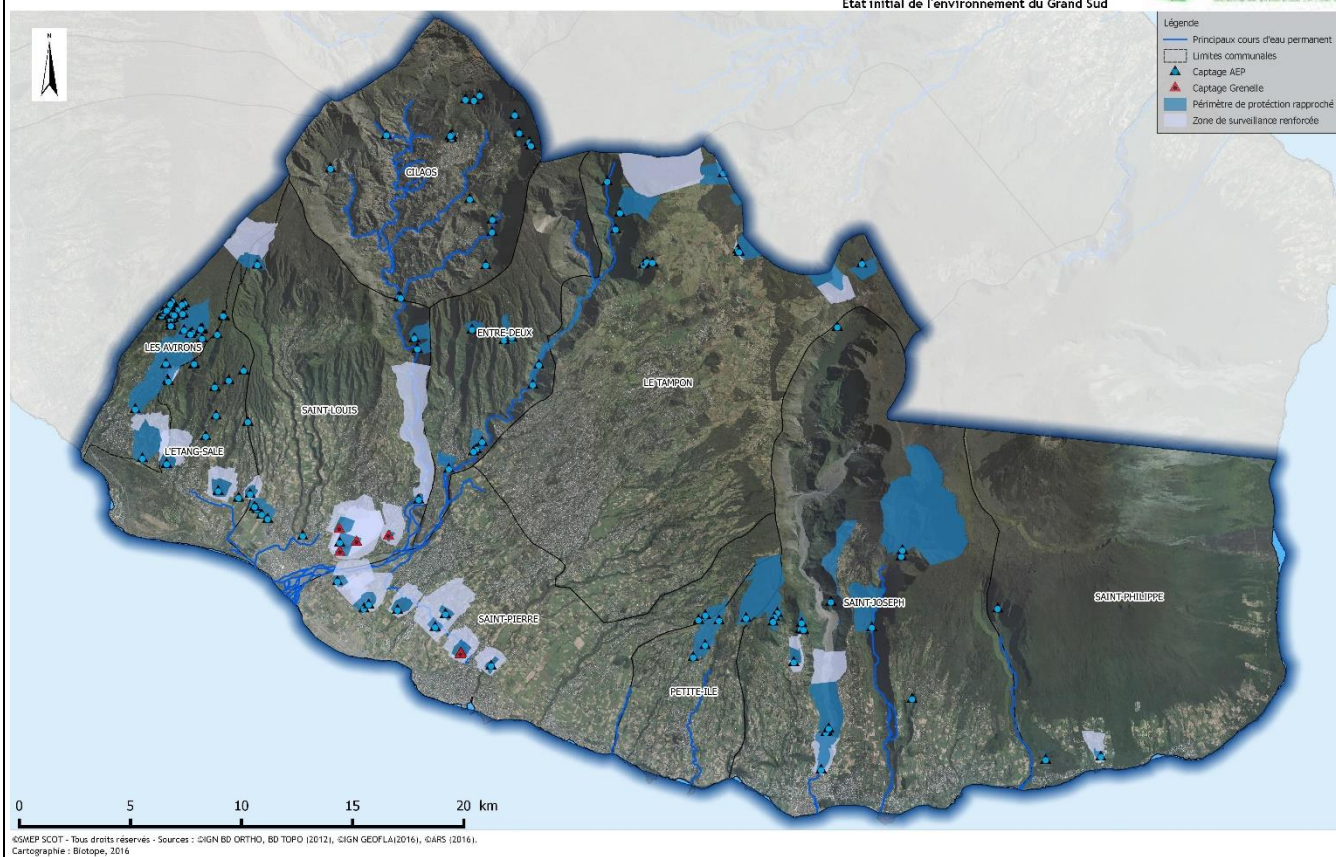 Etat initial de l'environnement du Grand Sud
Légende
Principaux cours d'eau permanent
Limites communales
Captage AEP
Captage Grenelle
Périmètre de protéction rapproché
Zone de surveillance renforcée
N
CILAOS
ENTRE-DEUX
LES AVIRONS
LE TAMPON
SAINT-LOUIS
L'ETANG-SALE
SAINT-JOSEPH
SAINT-PHILIPPE
SAINT-PIERRE
PETITE-ILE
0 5 10 15 20 km
©SMEP SCOT - Tous droits réservés - Sources : ©IGN BD ORTHO, BD TOPO (2012), ©IGN GEOFLA(2016), ©ARS (2016).
Cartographie : Biotope, 2016